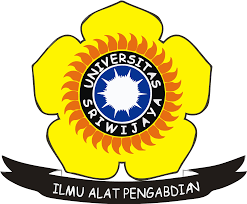 UNIVERSITAS
SRIWIJAYA
ILMU ALAT PENGABDIAN